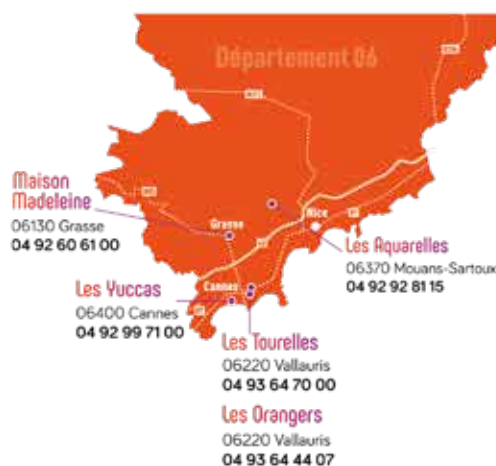 Département 06
Maison
Madeleine
06130 Grasse
04 92 60 61 00
Grasse
Nice
Les Aquarelles
06370 Mouans-Sartoux
04 92 92 81 15
Les Yuccas
06400 Cannes
04 92 99 71 00
Cannes
Les Tourelles
06220 Vallauris
04 93 64 70 00
Les Orangers
06220 Vallauris
04 93 64 44 07